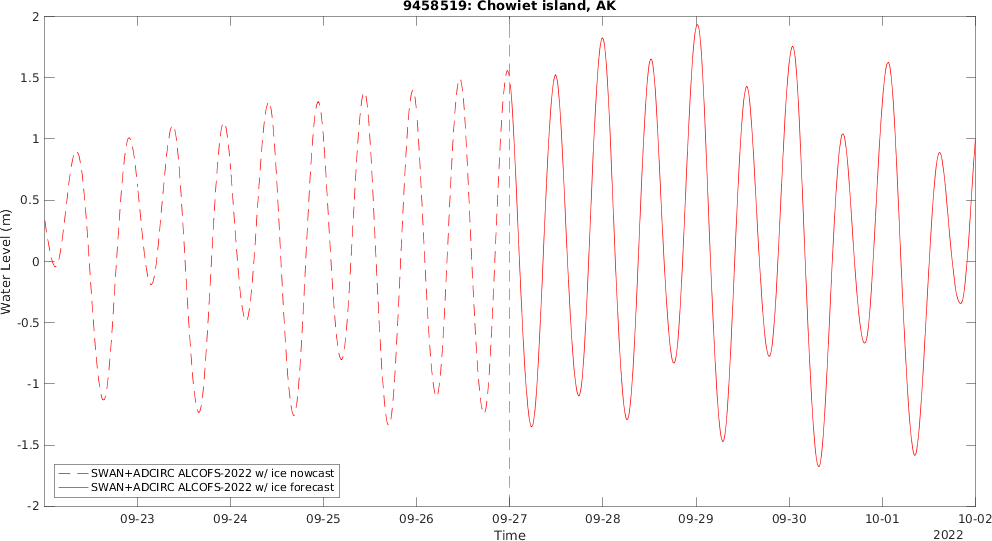 9458519: Chowiet island, AK
2
1.5
1
0.5
0
-0.5
-1
-1.5
-2
Water Level (m)
SWAN+ADCIRC ALCOFS-2022 w/ ice nowcast
SWAN+ADCIRC ALCOFS-2022 w/ ice forecast
09-23 09-24 09-25 09-26 09-27 09-28 09-29 09-30 10-01 10-02
Time
2022